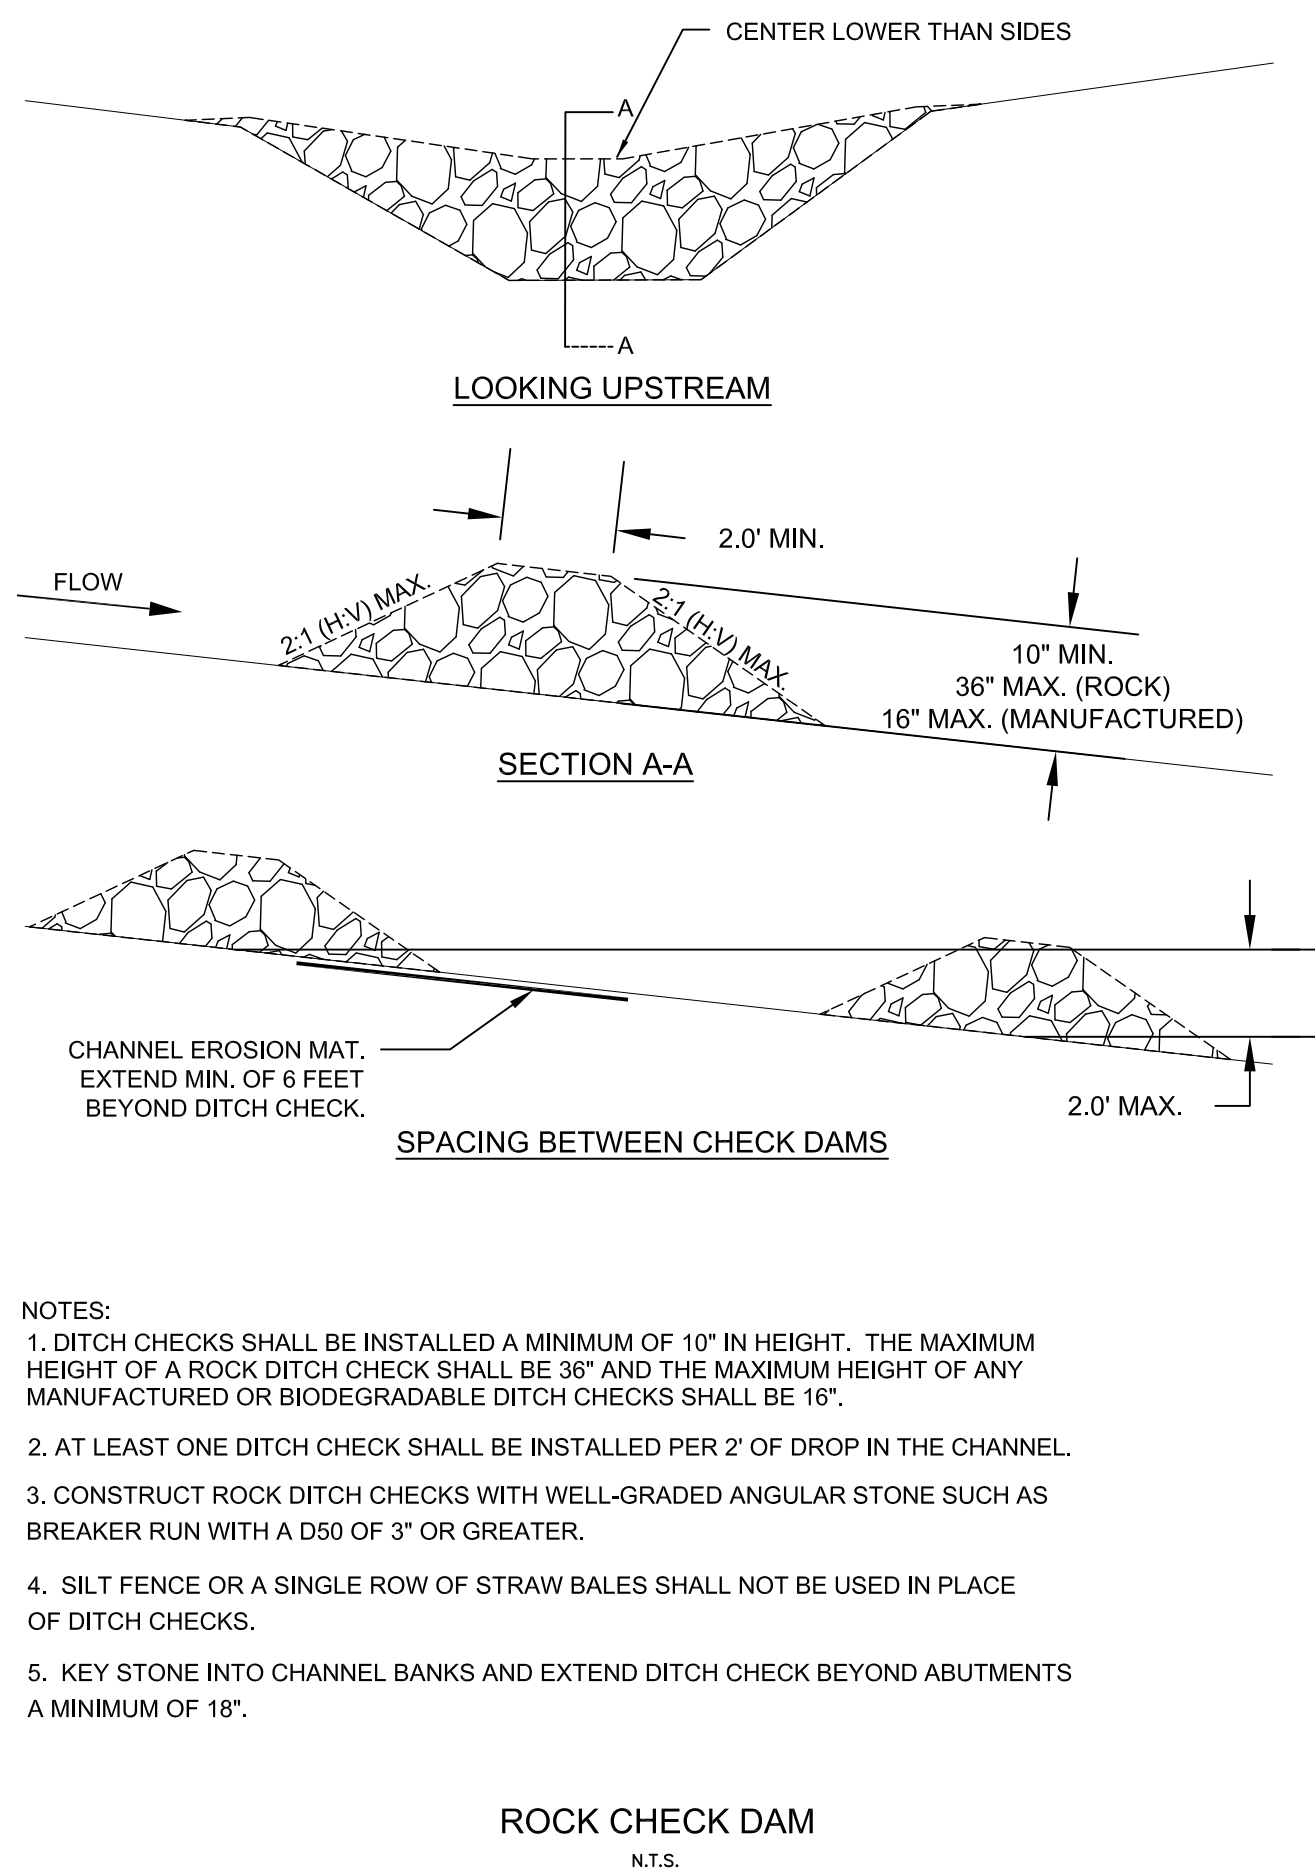 CENTER LOWER THAN SIDES
A
A
LOOKING UPSTREAM
2.0' MIN.
FLOW
2:1 (H:V) MAX.
2:1 (H:V) MAX.
10" MIN.
36" MAX. (ROCK)
16" MAX. (MANUFACTURED)
SECTION A-A
CHANNEL EROSION MAT.
EXTEND MIN. OF 6 FEET
BEYOND DITCH CHECK.
2.0' MAX.
SPACING BETWEEN CHECK DAMS
NOTES:
1. DITCH CHECKS SHALL BE INSTALLED A MINIMUM OF 10" IN HEIGHT. THE MAXIMUM
HEIGHT OF A ROCK DITCH CHECK SHALL BE 36" AND THE MAXIMUM HEIGHT OF ANY
MANUFACTURED OR BIODEGRADABLE DITCH CHECKS SHALL BE 16".
2. AT LEAST ONE DITCH CHECK SHALL BE INSTALLED PER 2' OF DROP IN THE CHANNEL.
3. CONSTRUCT ROCK DITCH CHECKS WITH WELL-GRADED ANGULAR STONE SUCH AS
BREAKER RUN WITH A D50 OF 3" OR GREATER.
4. SILT FENCE OR A SINGLE ROW OF STRAW BALES SHALL NOT BE USED IN PLACE
OF DITCH CHECKS.
5. KEY STONE INTO CHANNEL BANKS AND EXTEND DITCH CHECK BEYOND ABUTMENTS
A MINIMUM OF 18".
ROCK CHECK DAM
N.T.S.